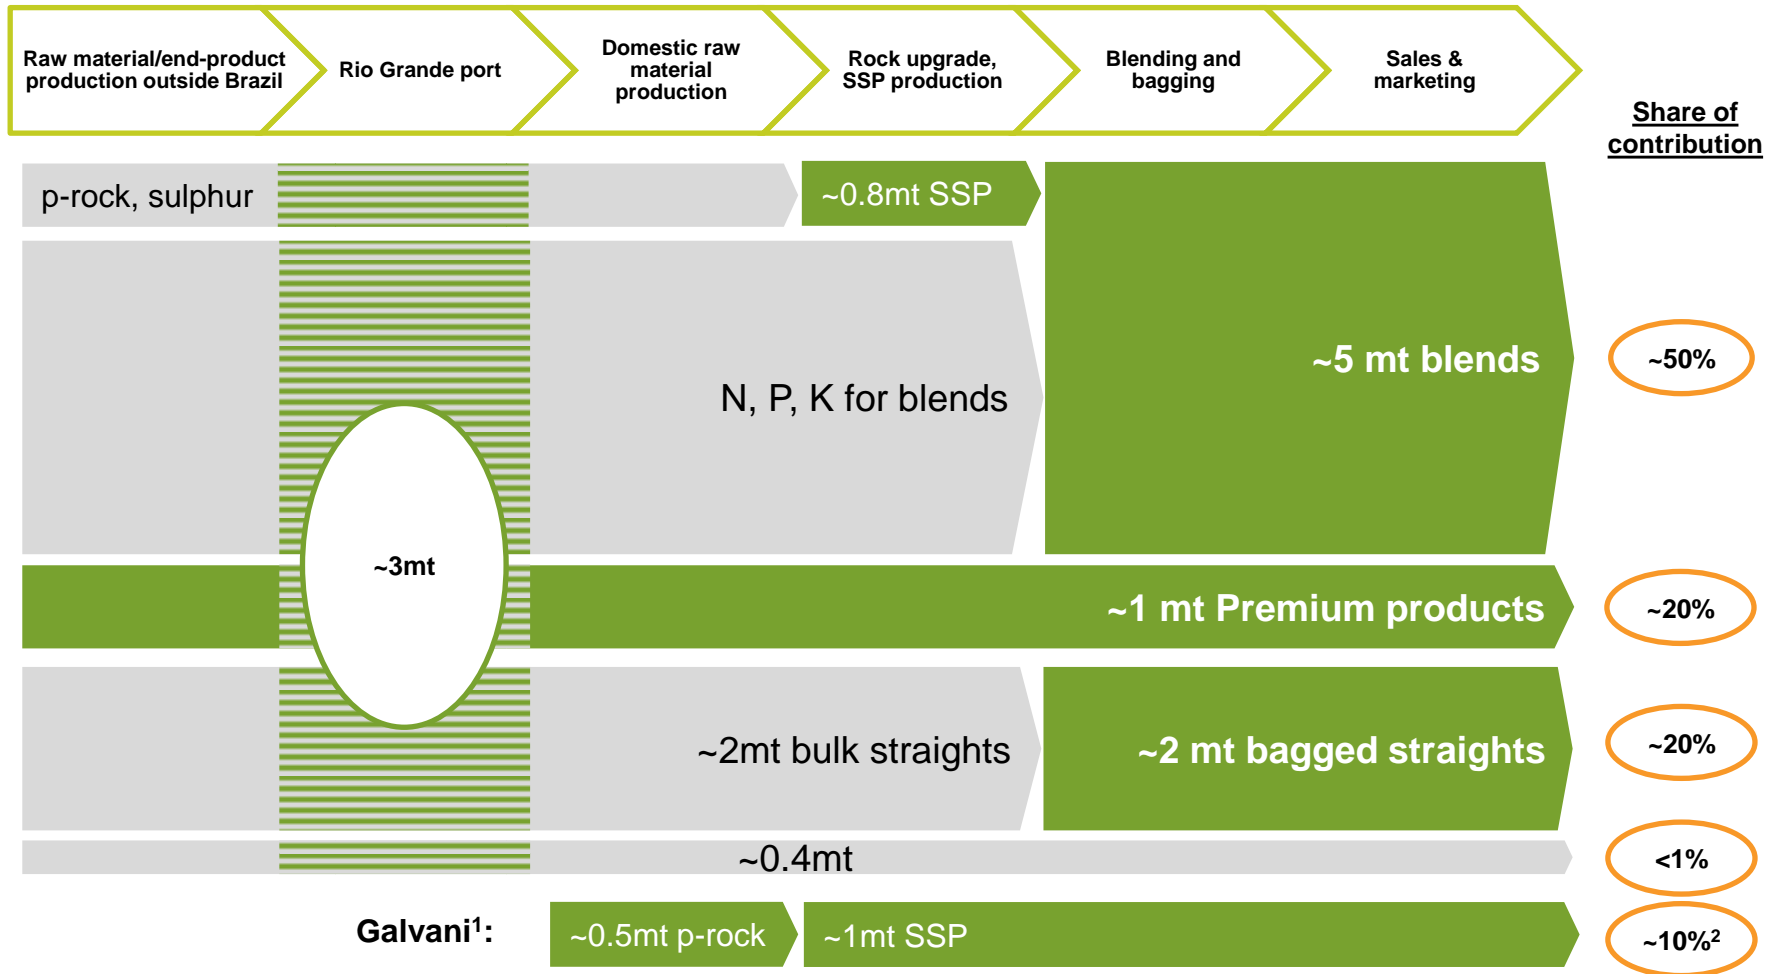 Raw material/end-product
production outside Brazil
Rio Grande port
Domestic raw
material
production
Rock upgrade,
SSP production
Blending and
bagging
Sales &
marketing
Share of
contribution
p-rock, sulphur
~0.8mt SSP
N, P, K for blends
~5 mt blends
~50%
~3mt
~1 mt Premium products
~20%
~2mt bulk straights
~2 mt bagged straights
~20%
~0.4mt
<1%
Galvani¹:
~0.5mt p-rock
~1mt SSP
~10%²